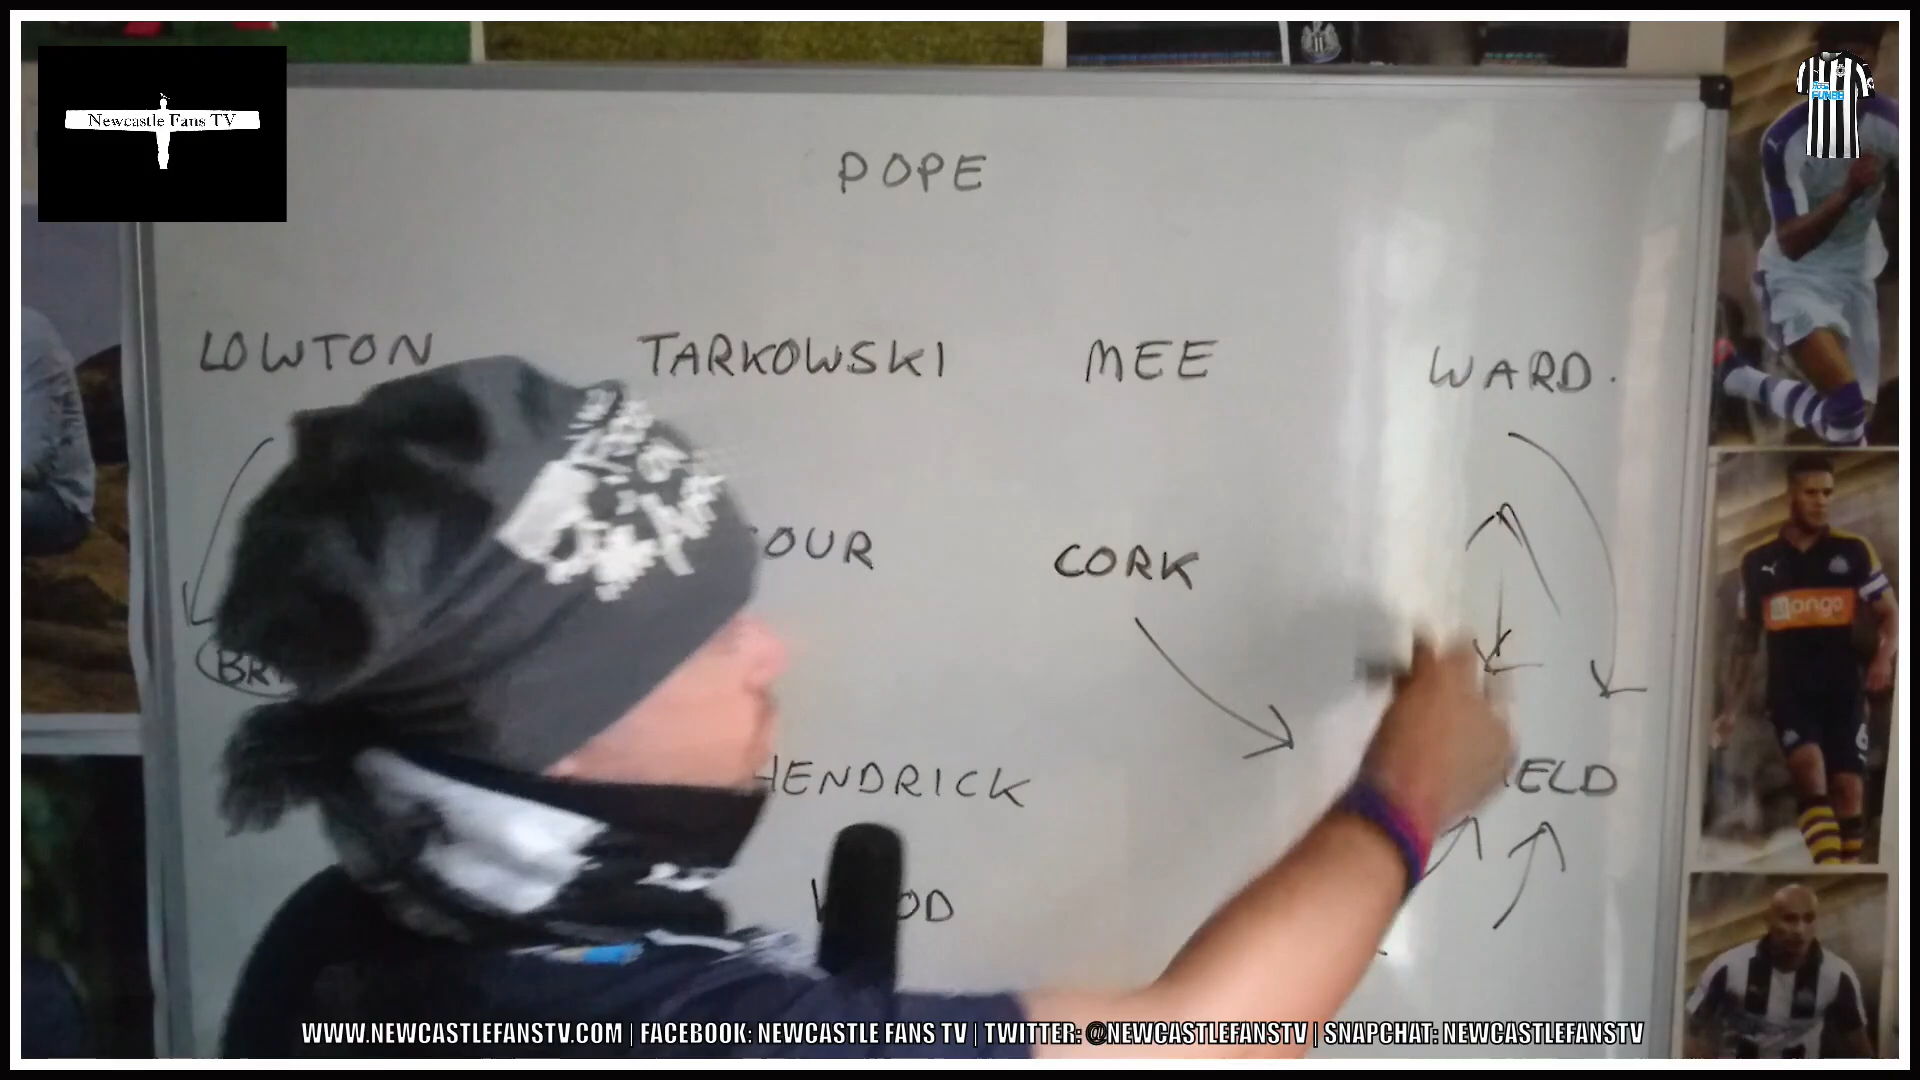 Newcastle Fans TV
FUN88
POPE
LOWTON TARKOWSKI MEE WARD.
OUR CORK
BR
HENDRICK ELD
OD
WWW.NEWCASTLEFANSTV.COM | FACEBOOK: NEWCASTLE FANS TV | TWITTER: @NEWCASTLEFANSTV | SNAPCHAT: NEWCASTLEFANSTV